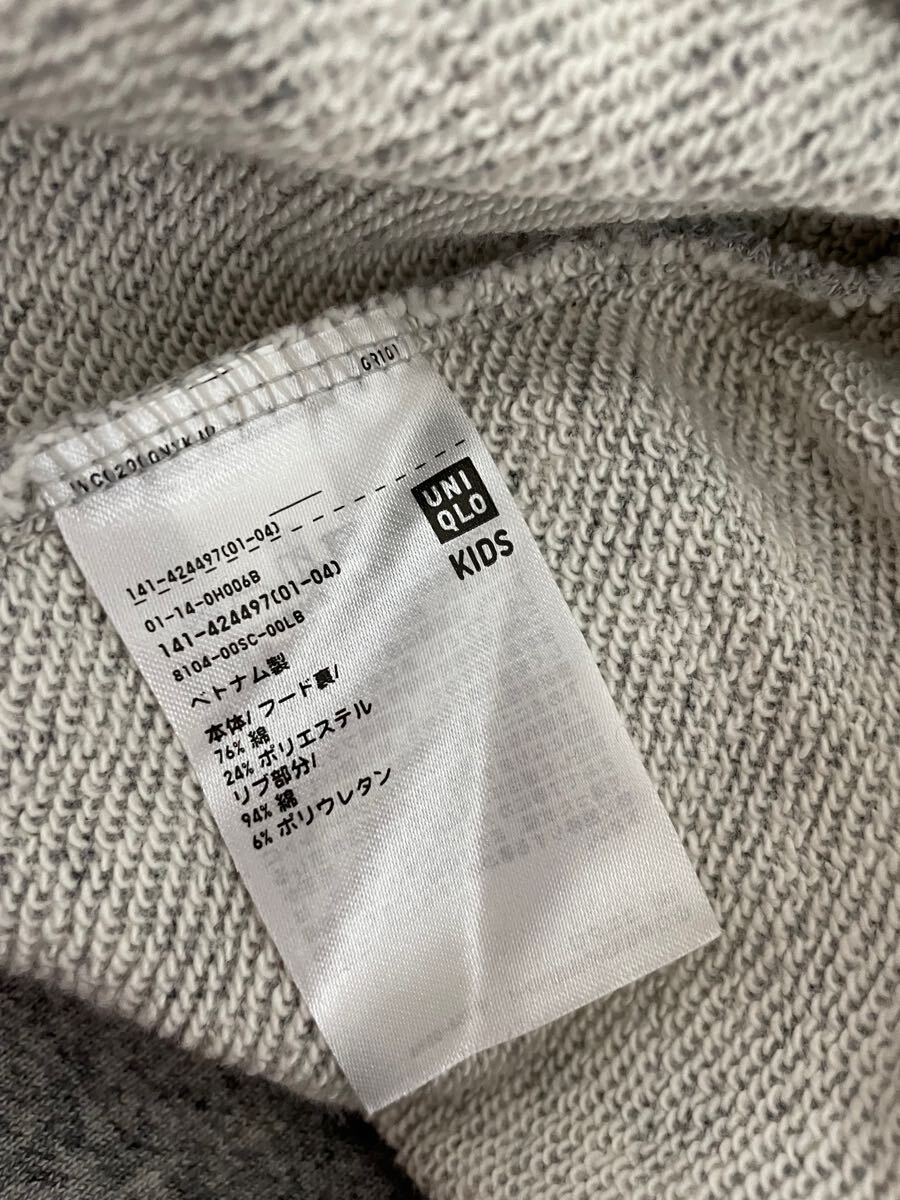 GR101
UNI
QLO
KIDS
141-424497(01-04)
01-14-0H006B
141-424497(01-04)
8104-00SC-00LB
ベトナム製
本体/ フード裏/
76% 綿
24% ポリエステル
リブ部分/
94% 綿
6% ポリウレタン